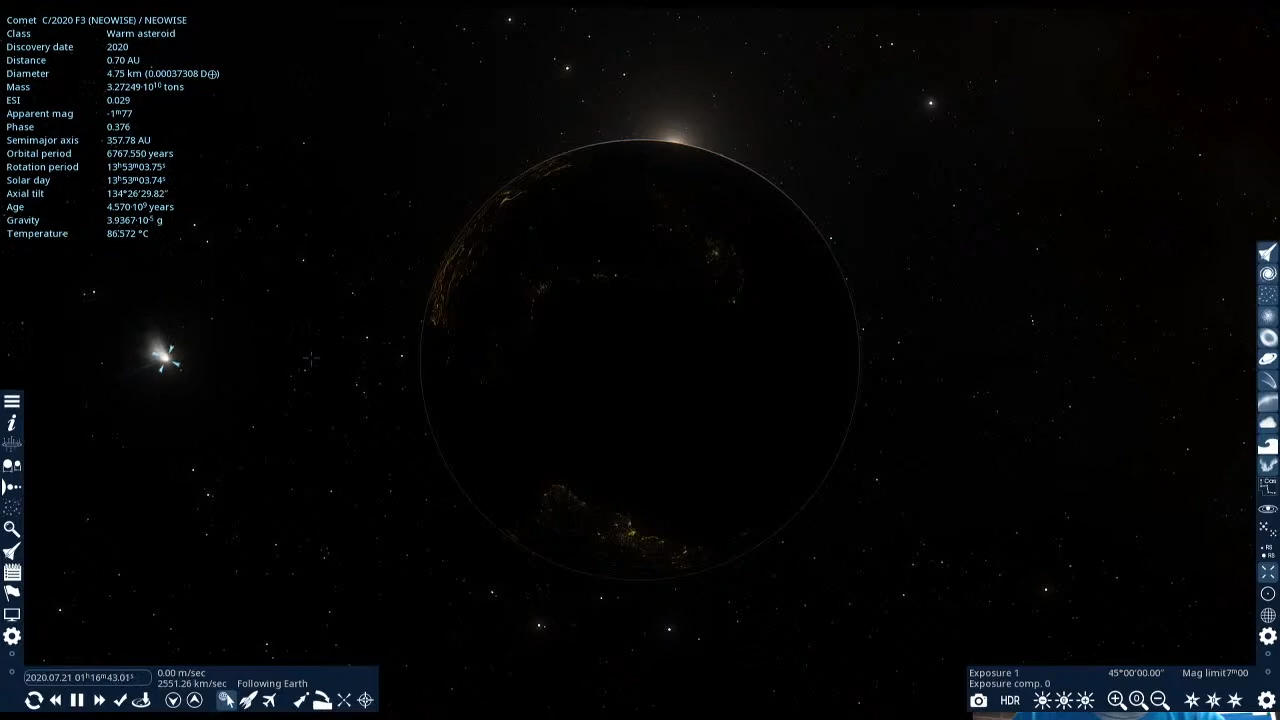 Comet C/2020 F3 (NEOWISE) / NEOWISE
Class Warm asteroid
Discovery date 2020
Distance 0.70 AU
Diameter 4.75 km (0.00037308 D⊕)
Mass 3.27249·10¹⁰ tons
ESI 0.029
Apparent mag -1ᵐ77
Phase 0.376
Semimajor axis 357.78 AU
Orbital period 6767.550 years
Rotation period 13ʰ53ᵐ03.75ˢ
Solar day 13ʰ53ᵐ03.74ˢ
Axial tilt 134°26'29.82"
Age 4.570·10⁹ years
Gravity 3.9367·10⁻⁵ g
Temperature 86.572 °C
RS
RS
2020.07.21 01ʰ16ᵐ43.01ˢ
0.00 m/sec
2551.26 km/sec Following Earth
Exposure 1 45°00'00.00" Mag limit7ᵐ00
Exposure comp. 0
HDR